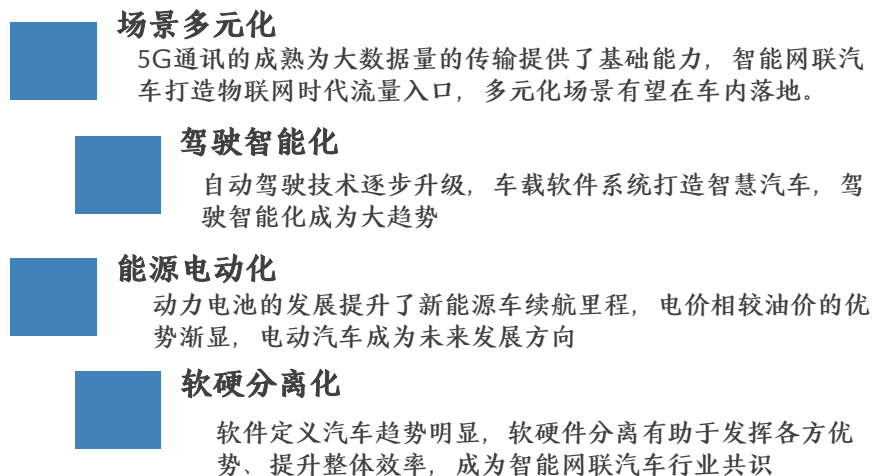 场景多元化
5G通讯的成熟为大数据量的传输提供了基础能力，智能网联汽
车打造物联网时代流量入口，多元化场景有望在车内落地。
驾驶智能化
自动驾驶技术逐步升级，车载软件系统打造智慧汽车，驾
驶智能化成为大趋势
能源电动化
动力电池的发展提升了新能源车续航里程，电价相较油价的优
势渐显，电动汽车成为未来发展方向
软硬分离化
软件定义汽车趋势明显，软硬件分离有助于发挥各方优
势、提升整体效率，成为智能网联汽车行业共识